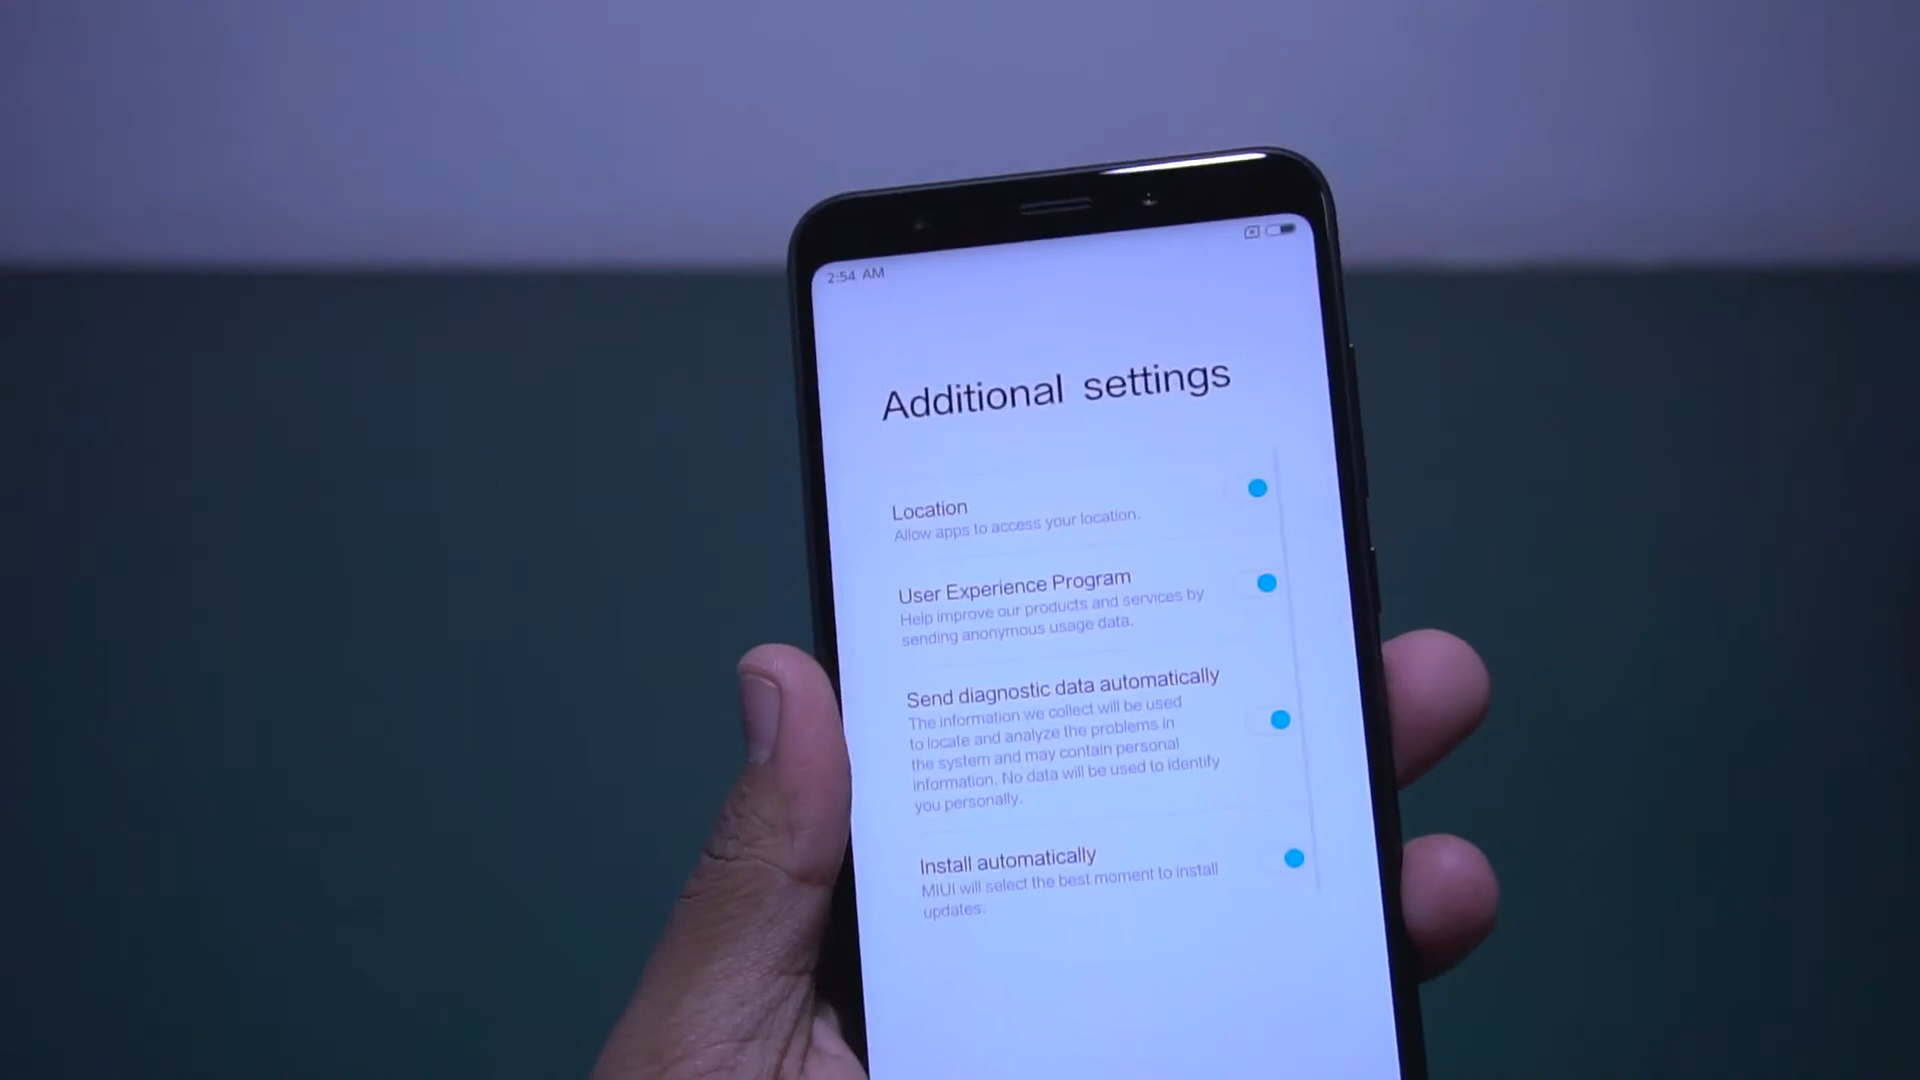 2:54 AM
Additional settings
Location
Allow apps to access your location.
User Experience Program
Help improve our products and services by
sending anonymous usage data.
Send diagnostic data automatically
The information we collect will be used
to locate and analyze the problems in
the system and may contain personal
information. No data will be used to identify
you personally.
Install automatically
MIUI will select the best moment to install
updates.